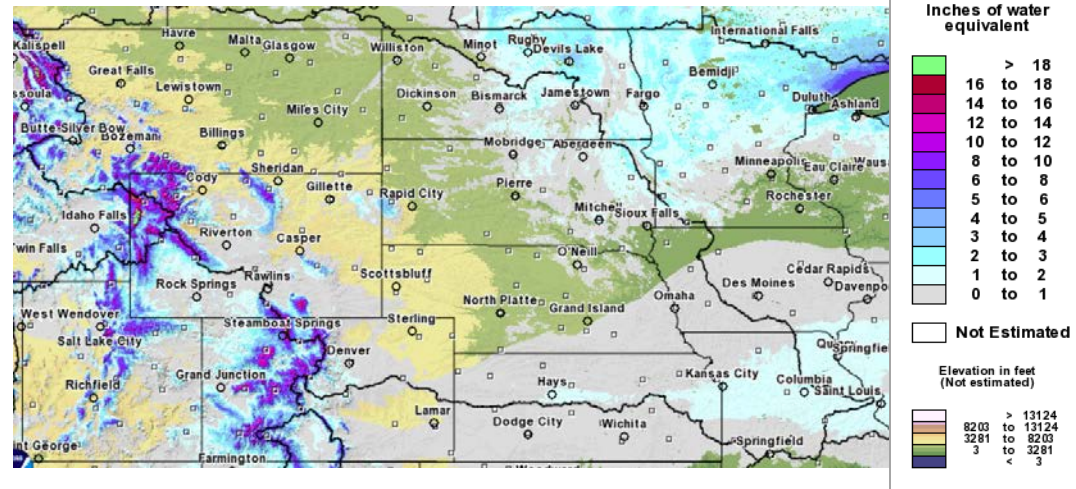 Inches of water
equivalent
> 18
16 to 18
14 to 16
12 to 14
10 to 12
8 to 10
6 to 8
5 to 6
4 to 5
3 to 4
2 to 3
1 to 2
0 to 1
Not Estimated
Elevation in feet
(Not estimated)
> 13124
8203 to 13124
3281 to 8203
3 to 3281
< 3
Kalispell
Havre
Malta
Glasgow
Williston
Minot
Rugby
Devils Lake
International Falls
Great Falls
Lewistown
Bemidji
ssoula
Miles City
Dickinson
Bismarck
Jamestown
Fargo
Duluth
Ashland
Butte-Silver Bow
Bozeman
Billings
Mobridge
Aberdeen
Minneapolis
Eau Claire
Waus
Sheridan
Cody
Gillette
Rapid City
Pierre
Rochester
Idaho Falls
Mitchell
Sioux Falls
Riverton
Casper
win Falls
O'Neill
Rock Springs
Rawlins
Scottsbluff
Des Moines
Cedar Rapids
Davenpo
North Platte
Grand Island
Omaha
West Wendover
Steamboat Springs
Sterling
Salt Lake City
Denver
Springfie
Richfield
Grand Junction
Hays
Kansas City
Columbia
Saint Louis
Lamar
Dodge City
Wichita
nt George
Farmington
Springfield